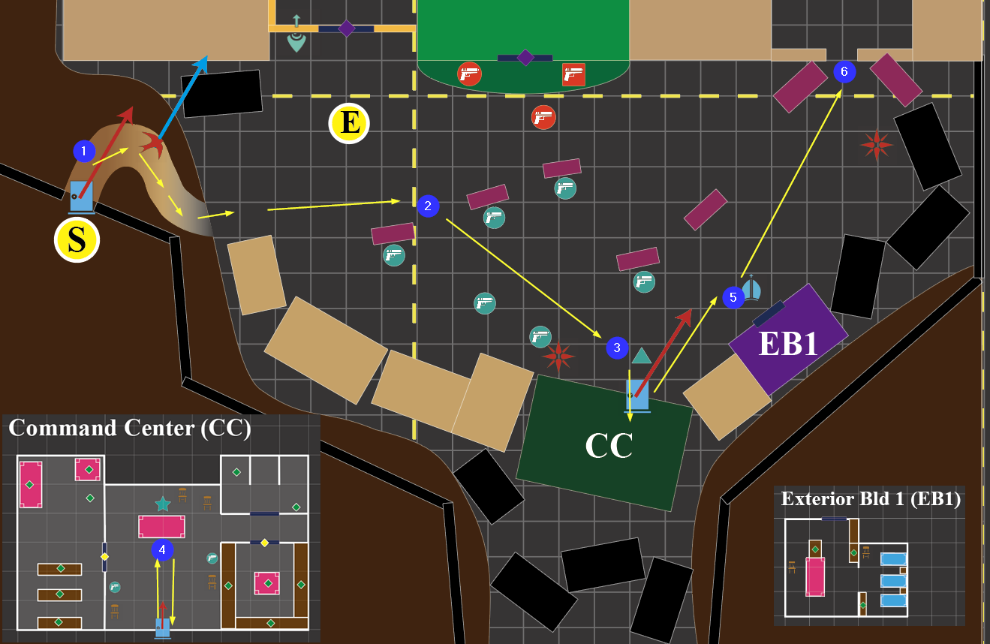 6
E
1
2
S
5
EB1
3
CC
Command Center (CC)
Exterior Bld 1 (EB1)
4